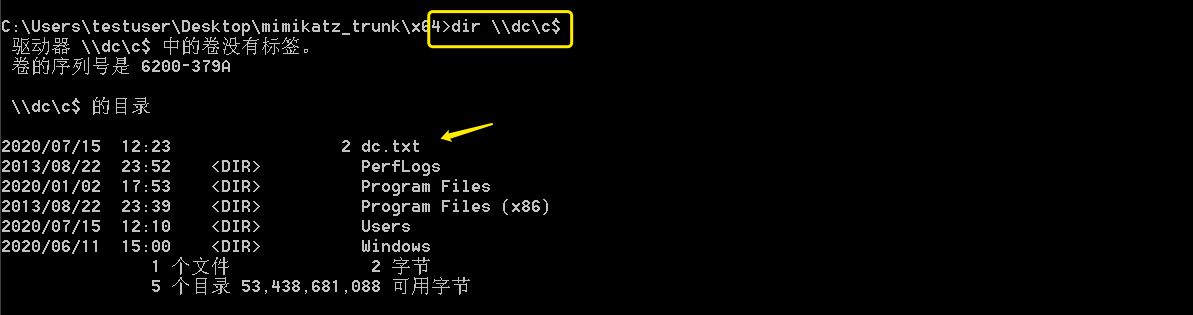 C:\Users\testuser\Desktop\mimikatz_trunk\x64>dir \\dc\c$
驱动器 \\dc\c$ 中的卷没有标签。
卷的序列号是 6200-379A
\\dc\c$ 的目录
2020/07/15  12:23                 2 dc.txt
2013/08/22  23:52    <DIR>          PerfLogs
2020/01/02  17:53    <DIR>          Program Files
2013/08/22  23:39    <DIR>          Program Files (x86)
2020/07/15  12:10    <DIR>          Users
2020/06/11  15:00    <DIR>          Windows
1 个文件              2 字节
5 个目录 53,438,681,088 可用字节